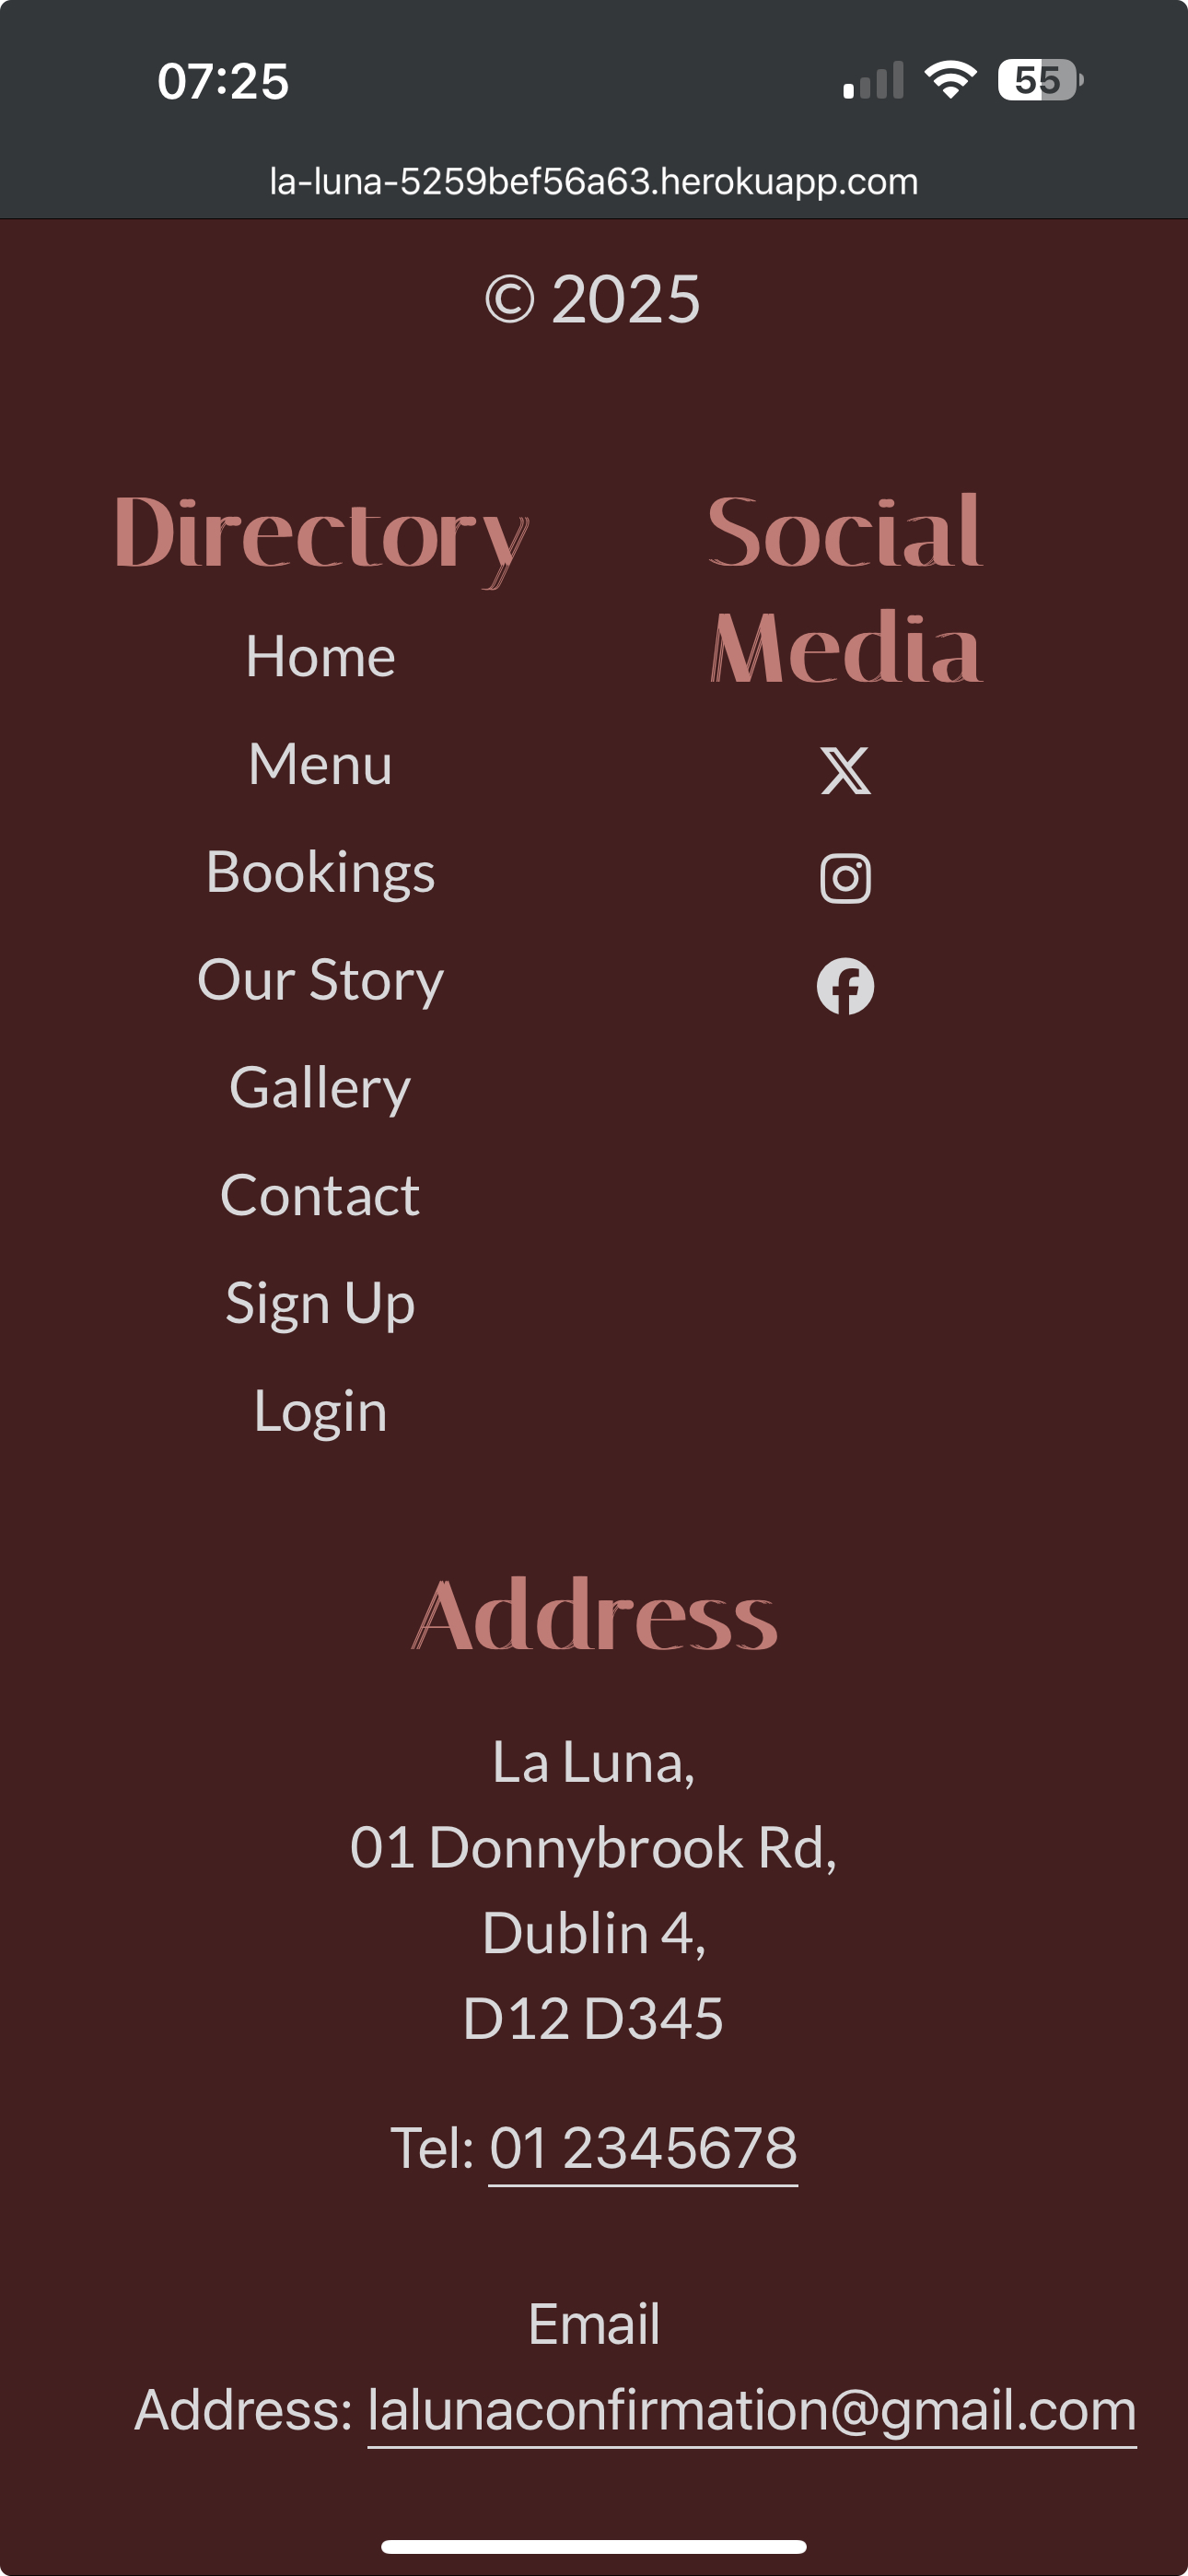 07:25
55
la-luna-5259bef56a63.herokuapp.com
© 2025
Directory
Home
Menu
Bookings
Our Story
Gallery
Contact
Sign Up
Login
Social
Media
Address
La Luna,
01 Donnybrook Rd,
Dublin 4,
D12 D345
Tel: 01 2345678
Email
Address: lalunaconfirmation@gmail.com